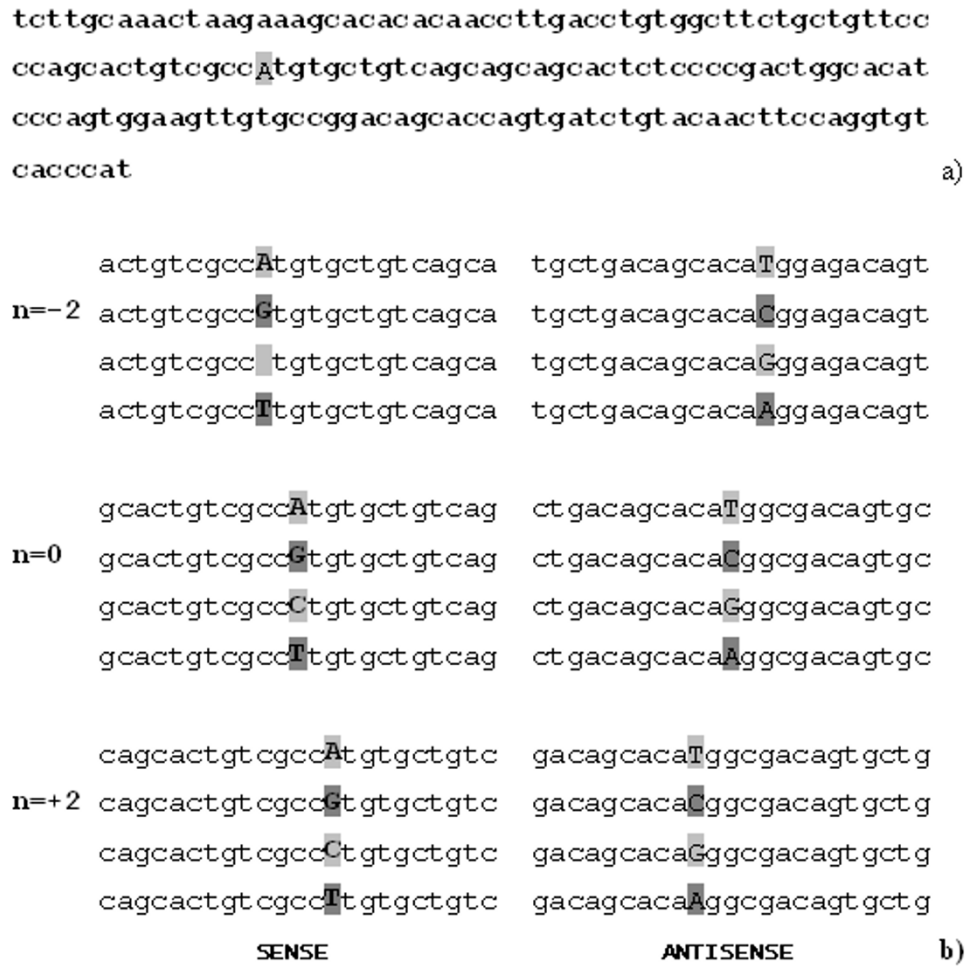 tcttgcaaactaagaaagcacacacaaccttgacctgtggcttctgctgttcc
ccagcactgtcgccAtgtgctgtcagcagcagcactctccccgactggcacat
cccagtggaagttgtgccggacagcaccagtgatctgtacaacttccaggtgt
cacccat a)
actgtcgccAtgtgctgtcagca tgctgacagcacaTggagacagt
n=-2 actgtcgccGtgtgctgtcagca tgctgacagcacaCggagacagt
actgtcgcc tgtgctgtcagca tgctgacagcacaGggagacagt
actgtcgccTtgtgctgtcagca tgctgacagcacaAggagacagt
gcactgtcgccAtgtgctgtcag ctgacagcacaTggcgacagtgc
n=0 gcactgtcgccGtgtgctgtcag ctgacagcacaCggcgacagtgc
gcactgtcgccCtgtgctgtcag ctgacagcacaGggcgacagtgc
gcactgtcgccTtgtgctgtcag ctgacagcacaAggcgacagtgc
cagcactgtcgccAtgtgctgtc gacagcacaTggcgacagtgctg
n=+2 cagcactgtcgccGtgtgctgtc gacagcacaCggcgacagtgctg
cagcactgtcgccCtgtgctgtc gacagcacaGggcgacagtgctg
cagcactgtcgccTtgtgctgtc gacagcacaAggcgacagtgctg
SENSE ANTISENSE b)